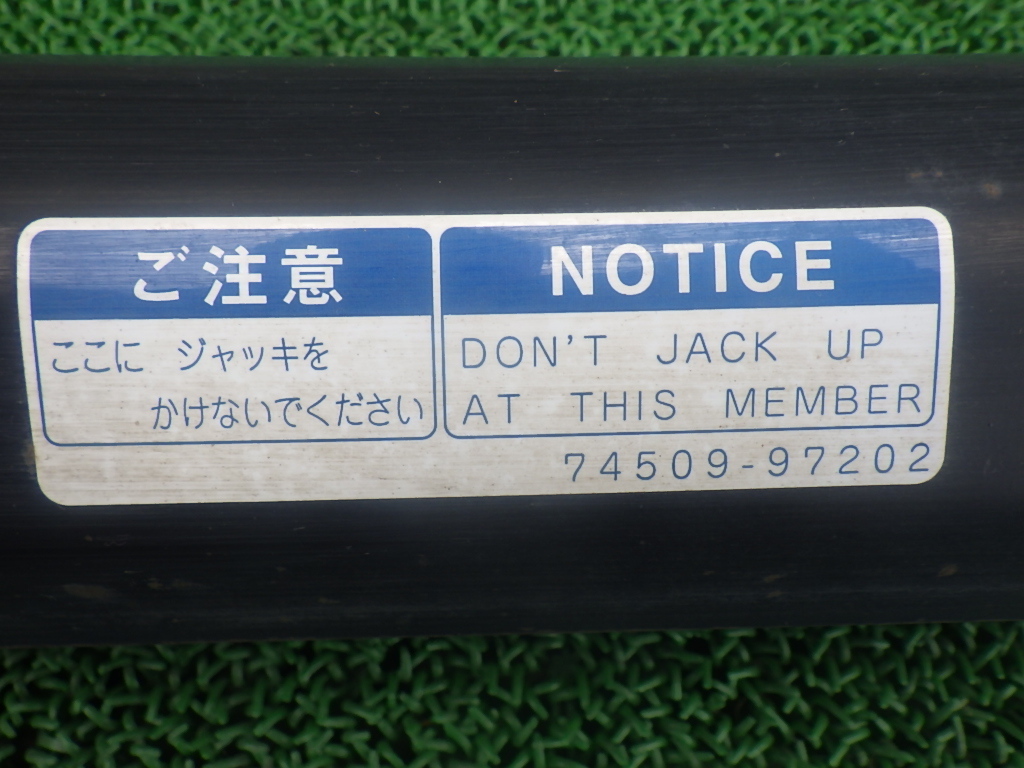 ご注意
ここに ジャッキを
かけないでください
NOTICE
DON'T JACK UP
AT THIS MEMBER
74509-97202